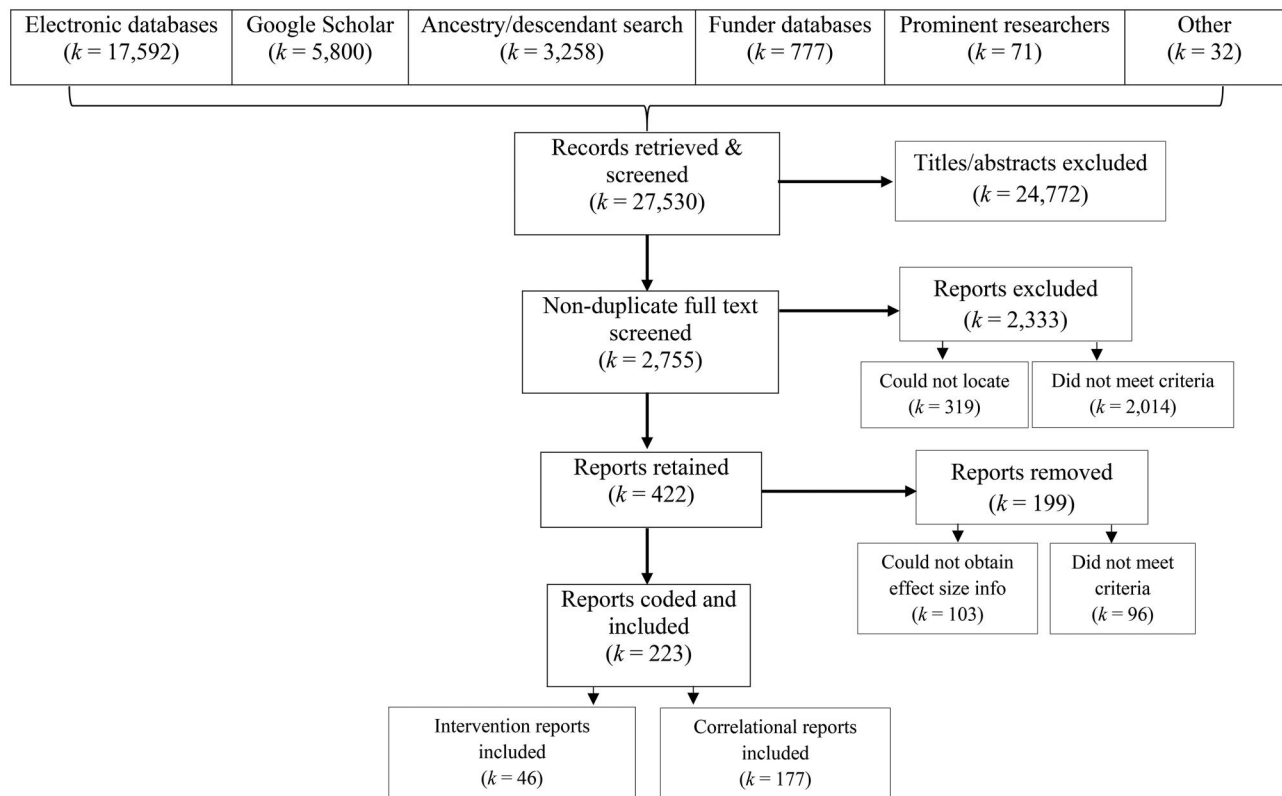 Electronic databases
(k = 17,592)
Google Scholar
(k = 5,800)
Ancestry/descendant search
(k = 3,258)
Funder databases
(k = 777)
Prominent researchers
(k = 71)
Other
(k = 32)
Records retrieved &
screened
(k = 27,530)
Titles/abstracts excluded
(k = 24,772)
Non-duplicate full text
screened
(k = 2,755)
Reports excluded
(k = 2,333)
Could not locate
(k = 319)
Did not meet criteria
(k = 2,014)
Reports retained
(k = 422)
Reports removed
(k = 199)
Could not obtain
effect size info
(k = 103)
Did not meet
criteria
(k = 96)
Reports coded and
included
(k = 223)
Intervention reports
included
(k = 46)
Correlational reports
included
(k = 177)